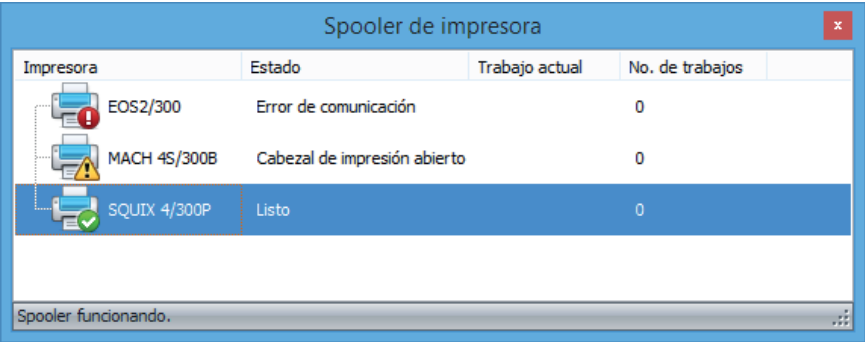 Spooler de impresora
Impresora Estado Trabajo actual No. de trabajos
EOS2/300 Error de comunicación 0
MACH 4S/300B Cabezal de impresión abierto 0
SQUIX 4/300P Listo 0
Spooler funcionando.